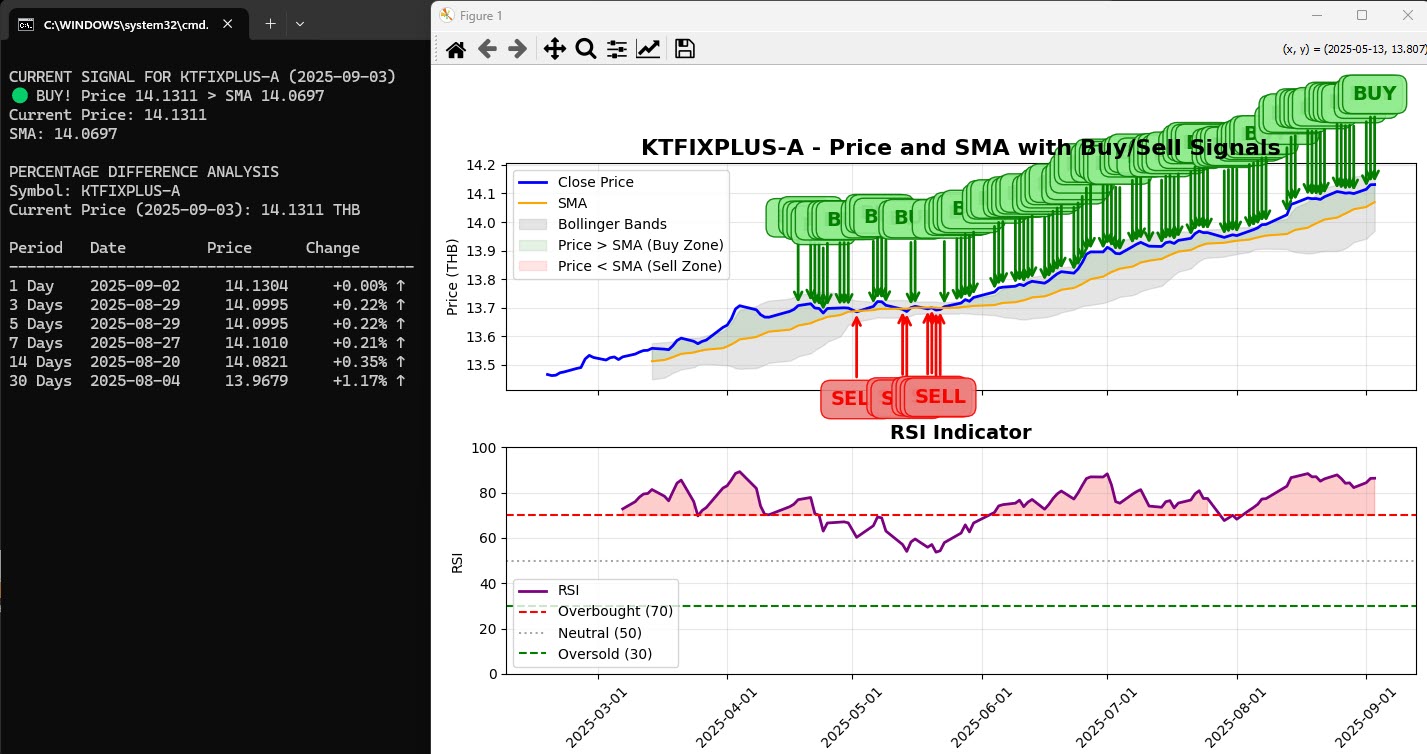 C:\WINDOWS\system32\cmd.
CURRENT SIGNAL FOR KTFIXPLUS-A (2025-09-03)
BUY! Price 14.1311 > SMA 14.0697
Current Price: 14.1311
SMA: 14.0697
PERCENTAGE DIFFERENCE ANALYSIS
Symbol: KTFIXPLUS-A
Current Price (2025-09-03): 14.1311 THB
Period Date Price Change
1 Day 2025-09-02 14.1304 +0.00% ↑
3 Days 2025-08-29 14.0995 +0.22% ↑
5 Days 2025-08-29 14.0995 +0.22% ↑
7 Days 2025-08-27 14.1010 +0.21% ↑
14 Days 2025-08-20 14.0821 +0.35% ↑
30 Days 2025-08-04 13.9679 +1.17% ↑
Figure 1
(x, y) = (2025-05-13, 13.807)
BUY
KTFIXPLUS-A - Price and SMA with Buy/Sell Signals
Price (THB)
14.2
14.1
14.0
13.9
13.8
13.7
13.6
13.5
Close Price
SMA
Bollinger Bands
Price > SMA (Buy Zone)
Price < SMA (Sell Zone)
B
B
BU
SEL
S
SELL
RSI Indicator
RSI
100
80
60
40
20
0
RSI
Overbought (70)
Neutral (50)
Oversold (30)
2025-03-01
2025-04-01
2025-05-01
2025-06-01
2025-07-01
2025-08-01
2025-09-01